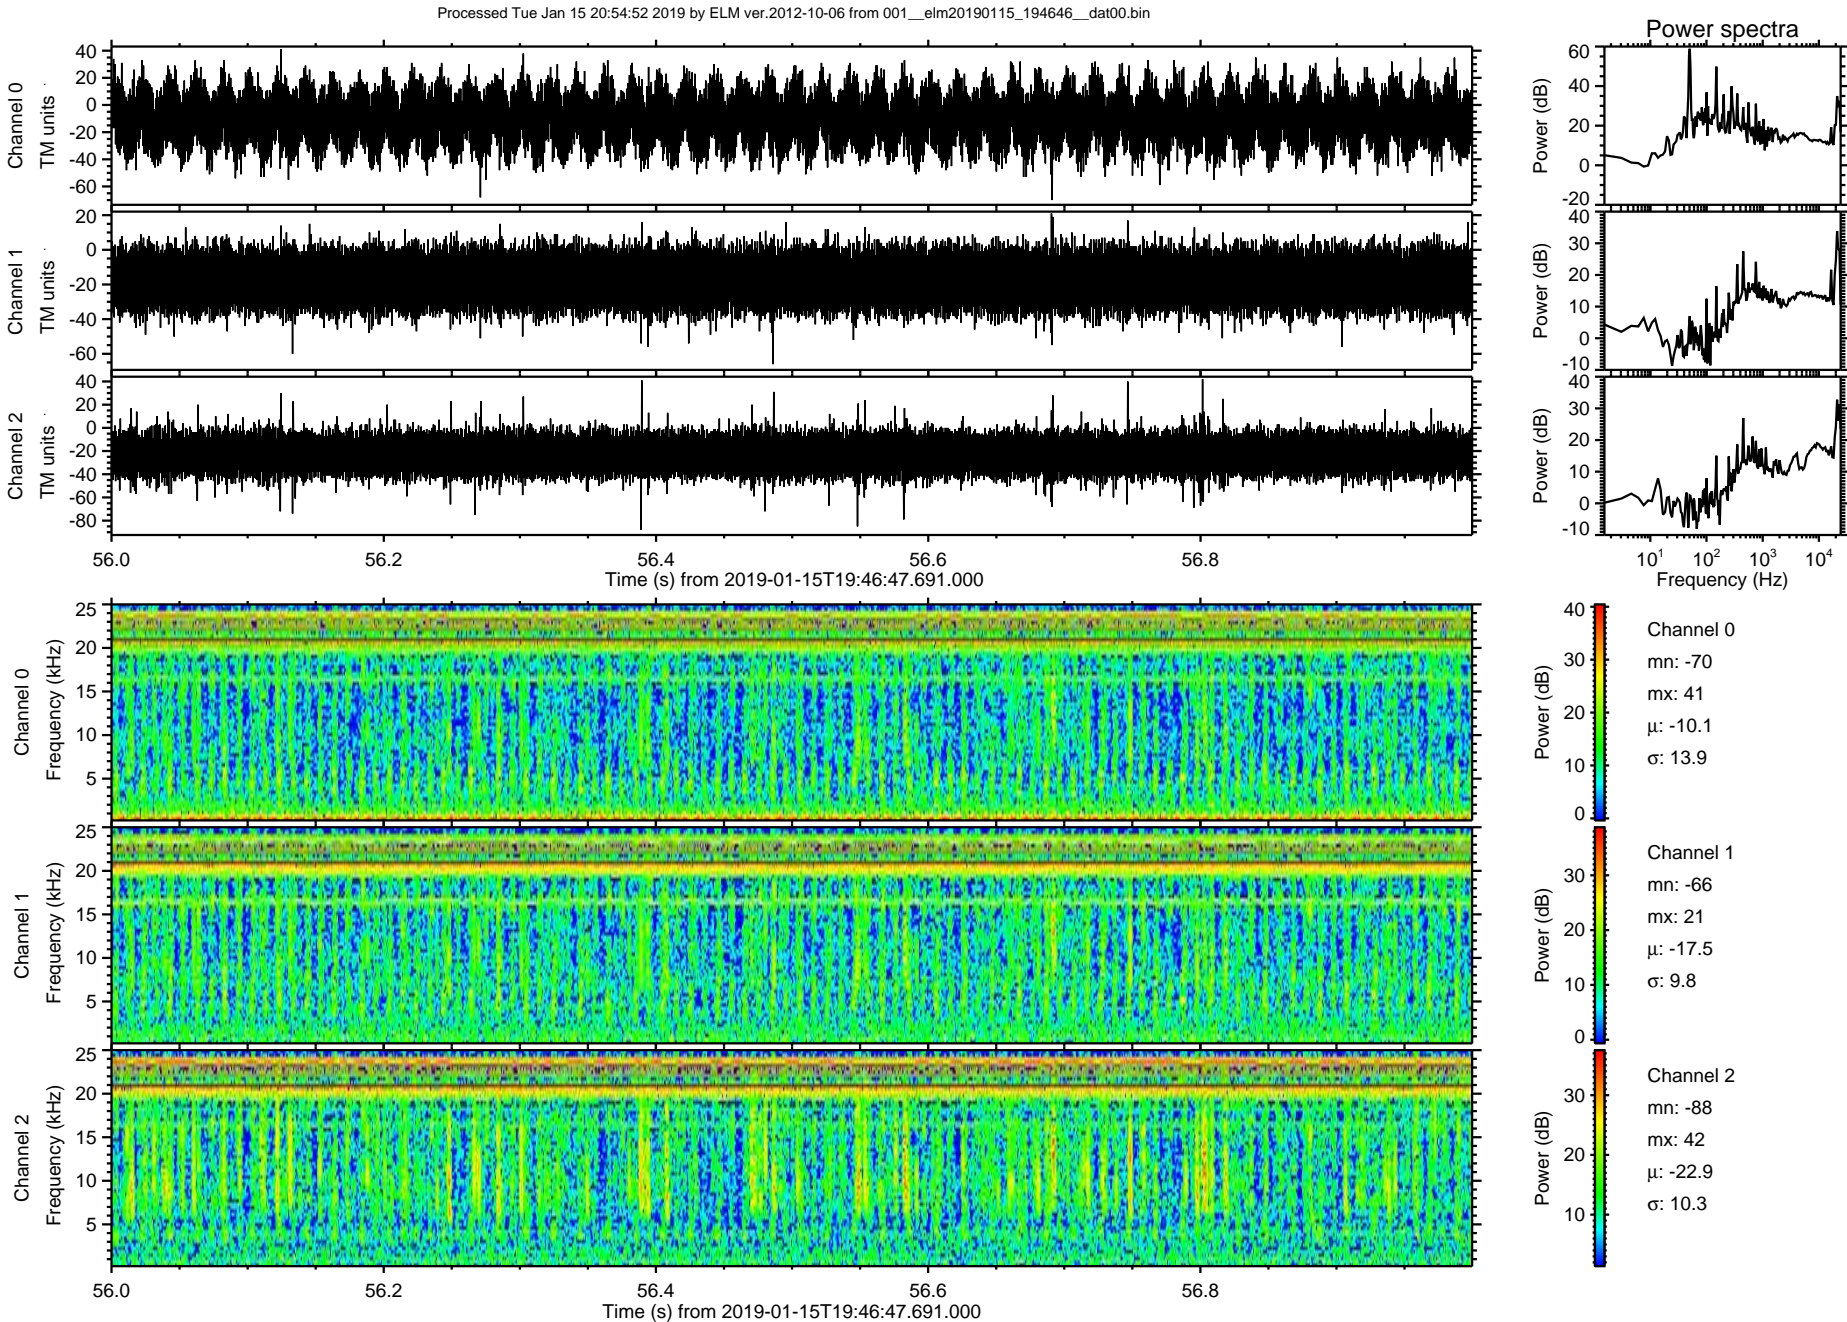 Processed Tue Jan 15 20:54:52 2019 by ELM ver.2012-10-06 from 001__elm20190115_194646__dat00.bin
Power spectra
Channel 0
TM units
40
20
0
-20
-40
-60
Power (dB)
60
40
20
0
-20
Channel 1
TM units
20
0
-20
-40
-60
Power (dB)
40
30
20
10
0
-10
Channel 2
TM units
40
20
0
-20
-40
-60
-80
Power (dB)
40
30
20
10
0
-10
56.0 56.2 56.4 56.6 56.8
Time (s) from 2019-01-15T19:46:47.691.000
10^1 10^2 10^3 10^4
Frequency (Hz)
Channel 0
Frequency (kHz)
25
20
15
10
5
Power (dB)
40
30
20
10
0
Channel 0
mn: -70
mx: 41
μ: -10.1
σ: 13.9
Channel 1
Frequency (kHz)
25
20
15
10
5
Power (dB)
30
20
10
0
Channel 1
mn: -66
mx: 21
μ: -17.5
σ: 9.8
Channel 2
Frequency (kHz)
25
20
15
10
5
Power (dB)
30
20
10
Channel 2
mn: -88
mx: 42
μ: -22.9
σ: 10.3
56.0 56.2 56.4 56.6 56.8
Time (s) from 2019-01-15T19:46:47.691.000